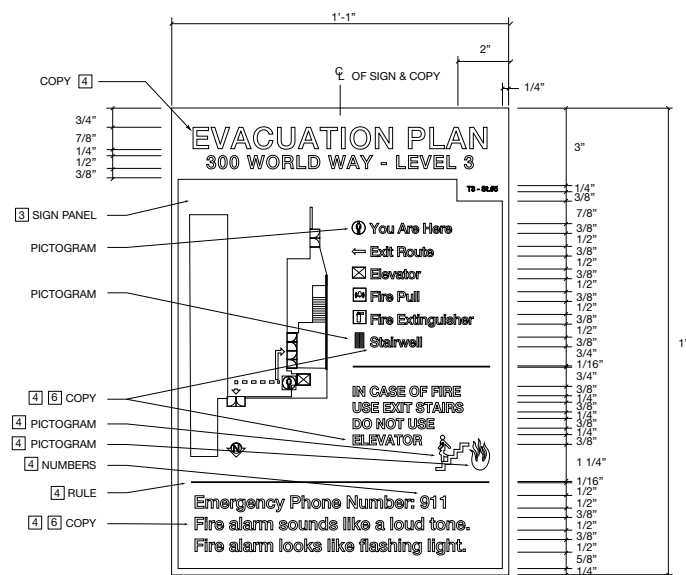 1'-1"
2"
℄ OF SIGN & COPY
1/4"
COPY 4
3/4"
7/8"
1/4"
1/2"
3/8"
EVACUATION PLAN
300 WORLD WAY - LEVEL 3
T3 - St.#5
3"
1/4"
3/8"
7/8"
3/8"
1/2"
3/8"
1/2"
3/8"
1/2"
3/8"
1/2"
3/8"
1/2"
3/8"
3/4"
1/16"
3/4"
3/8"
1/4"
3/8"
1/4"
3/8"
1/4"
3/8"
1 1/4"
1/16"
1/2"
1/2"
3/8"
1/2"
3/8"
1/2"
5/8"
1/4"
1'
3 SIGN PANEL
PICTOGRAM
PICTOGRAM
You Are Here
Exit Route
Elevator
Fire Pull
Fire Extinguisher
Stairwell
4 6 COPY
4 PICTOGRAM
4 PICTOGRAM
4 NUMBERS
4 RULE
4 6 COPY
IN CASE OF FIRE
USE EXIT STAIRS
DO NOT USE
ELEVATOR
N
Emergency Phone Number: 911
Fire alarm sounds like a loud tone.
Fire alarm looks like flashing light.